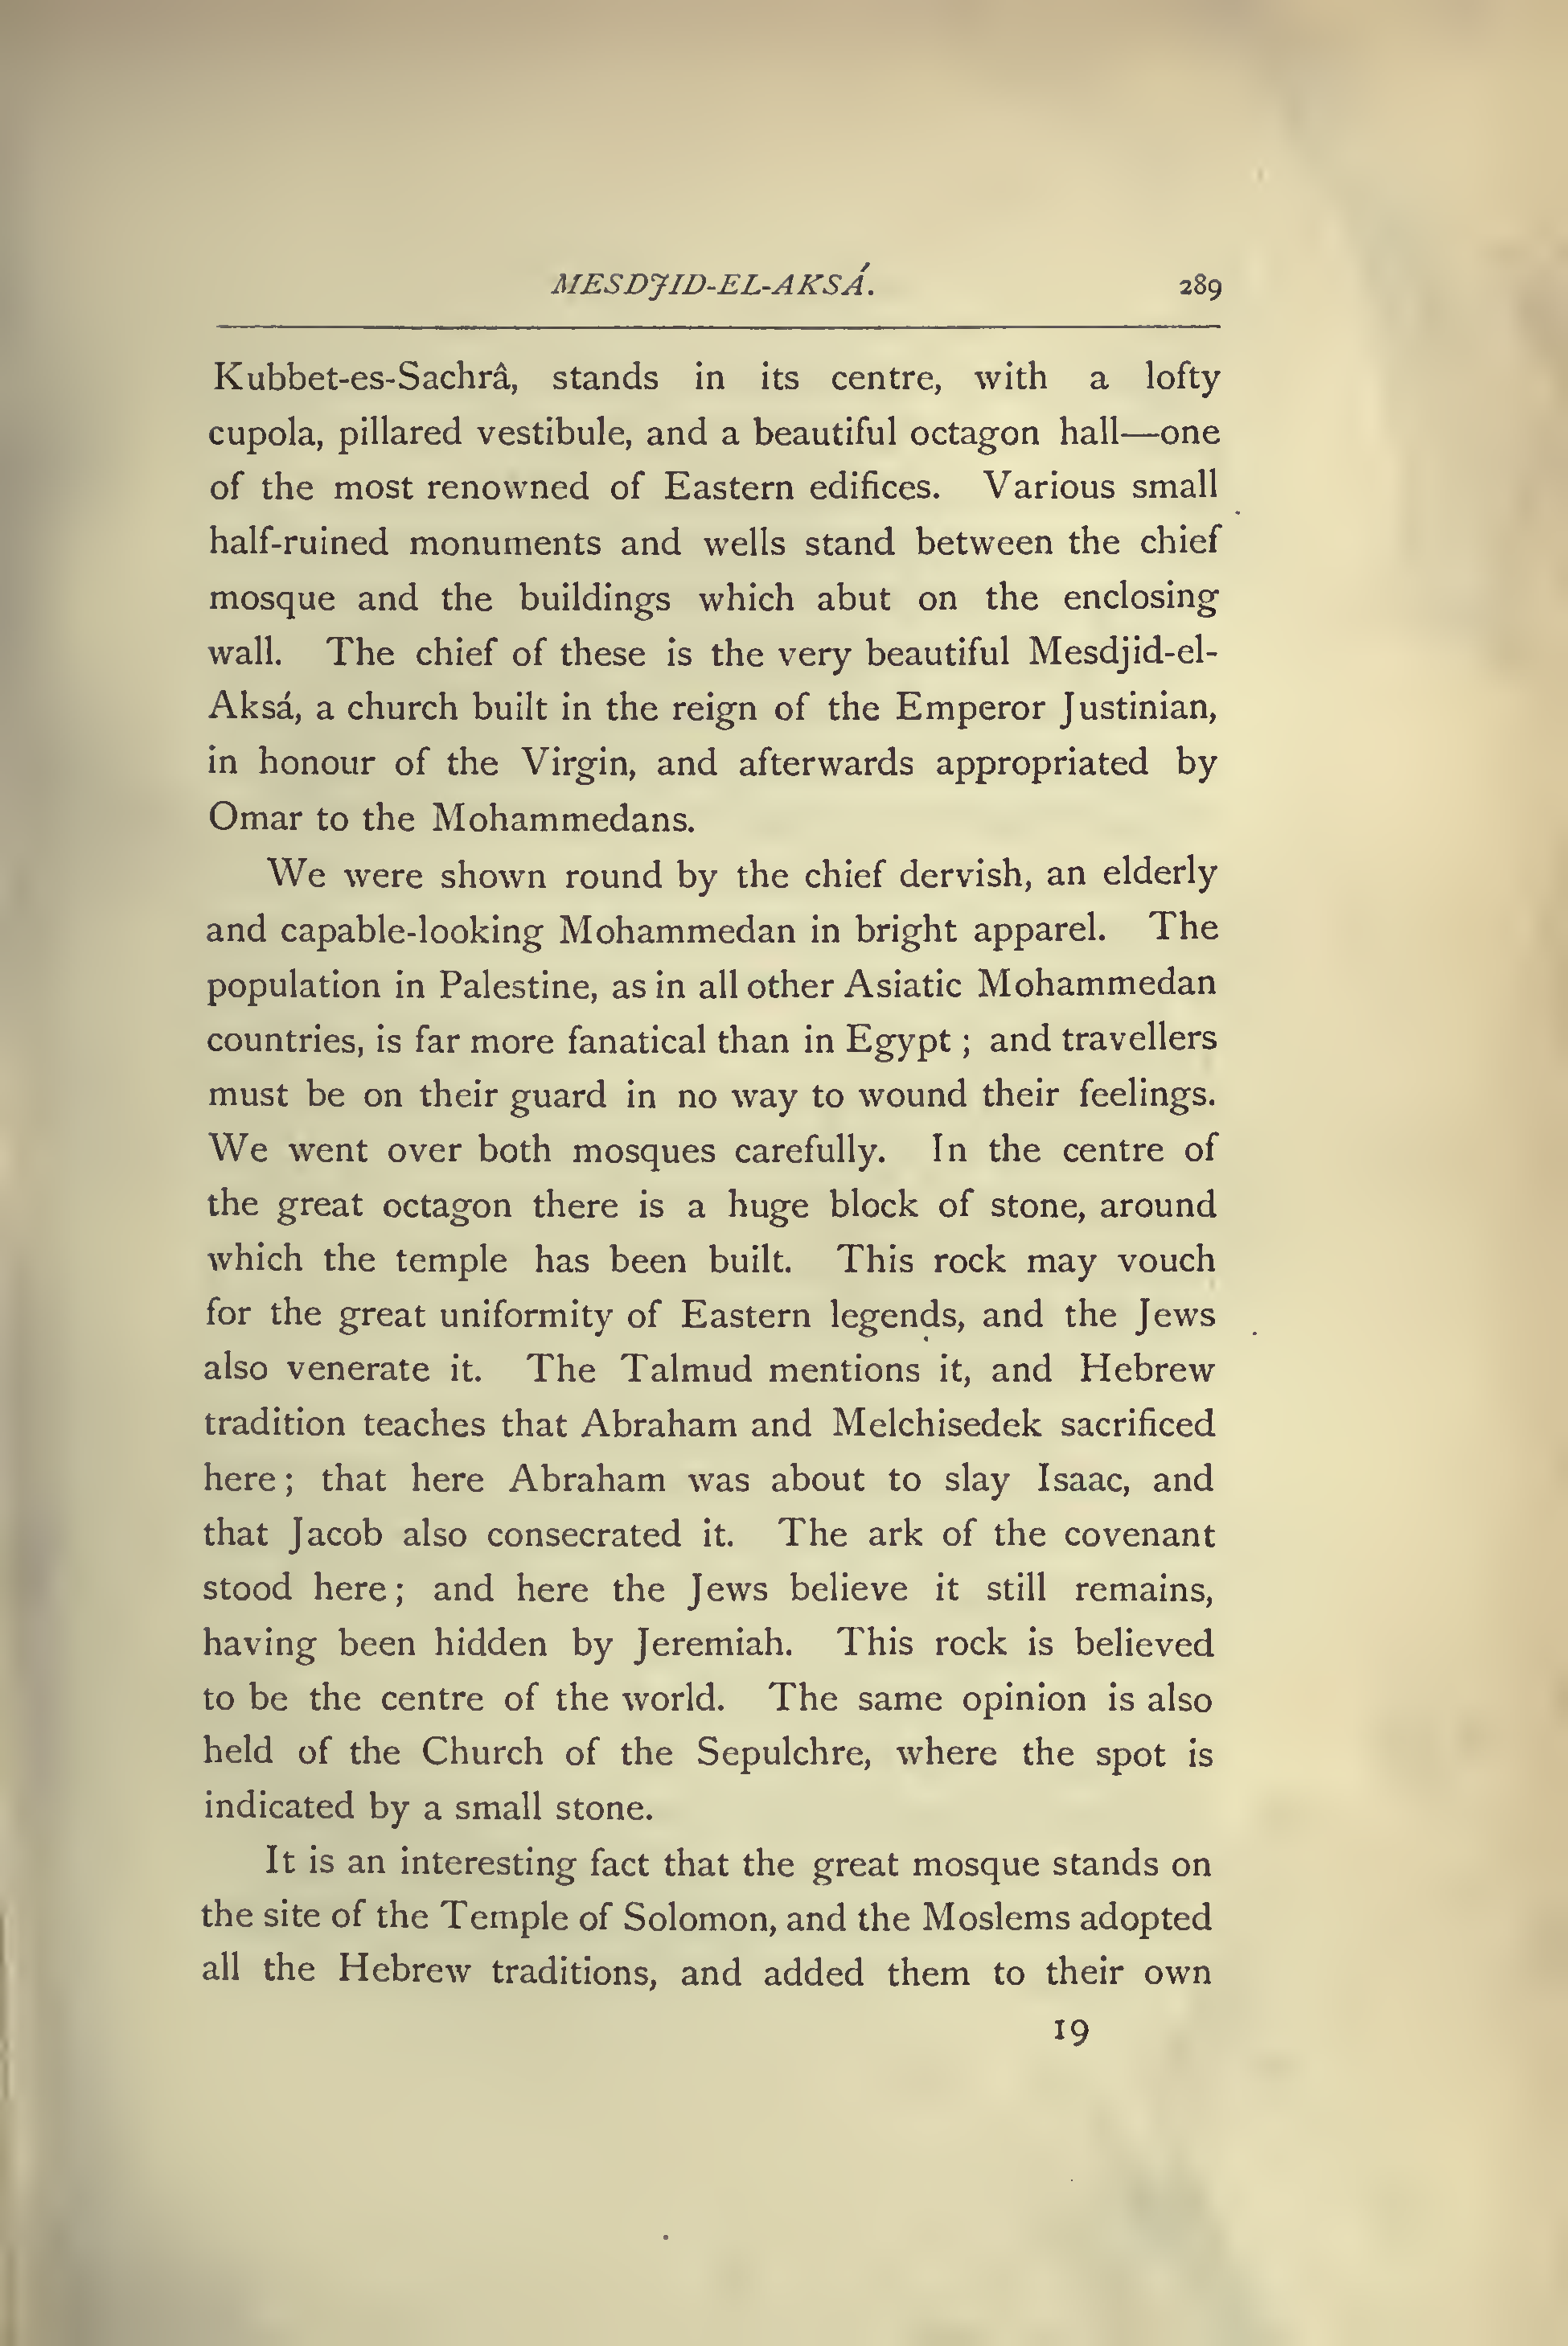 MESDJID-EL-AKSÁ. 289
Kubbet-es-Sachrâ, stands in its centre, with a lofty
cupola, pillared vestibule, and a beautiful octagon hall—one
of the most renowned of Eastern edifices. Various small
half-ruined monuments and wells stand between the chief
mosque and the buildings which abut on the enclosing
wall. The chief of these is the very beautiful Mesdjid-el-
Aksá, a church built in the reign of the Emperor Justinian,
in honour of the Virgin, and afterwards appropriated by
Omar to the Mohammedans.
We were shown round by the chief dervish, an elderly
and capable-looking Mohammedan in bright apparel. The
population in Palestine, as in all other Asiatic Mohammedan
countries, is far more fanatical than in Egypt ; and travellers
must be on their guard in no way to wound their feelings.
We went over both mosques carefully. In the centre of
the great octagon there is a huge block of stone, around
which the temple has been built. This rock may vouch
for the great uniformity of Eastern legends, and the Jews
also venerate it. The Talmud mentions it, and Hebrew
tradition teaches that Abraham and Melchisedek sacrificed
here ; that here Abraham was about to slay Isaac, and
that Jacob also consecrated it. The ark of the covenant
stood here ; and here the Jews believe it still remains,
having been hidden by Jeremiah. This rock is believed
to be the centre of the world. The same opinion is also
held of the Church of the Sepulchre, where the spot is
indicated by a small stone.
It is an interesting fact that the great mosque stands on
the site of the Temple of Solomon, and the Moslems adopted
all the Hebrew traditions, and added them to their own
19